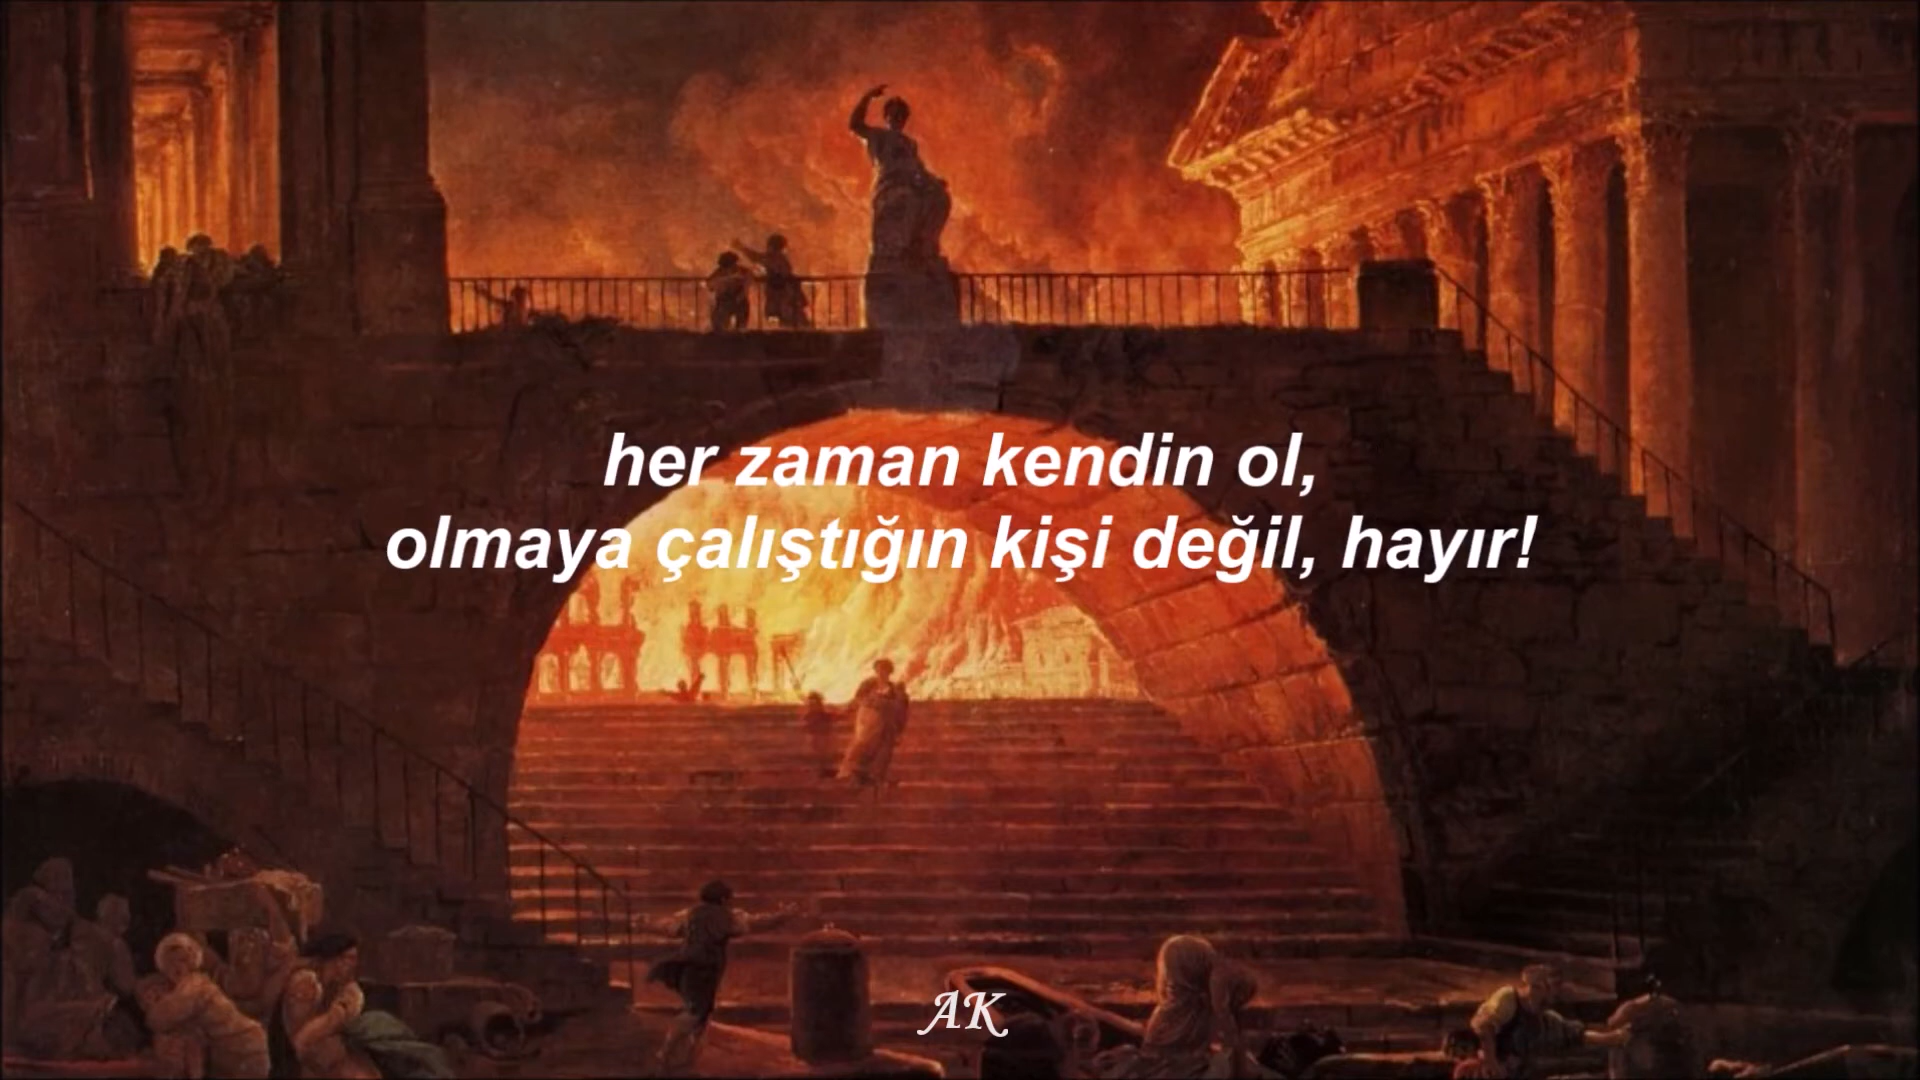 her zaman kendin ol,
olmaya çalıştığın kişi değil, hayır!
AK